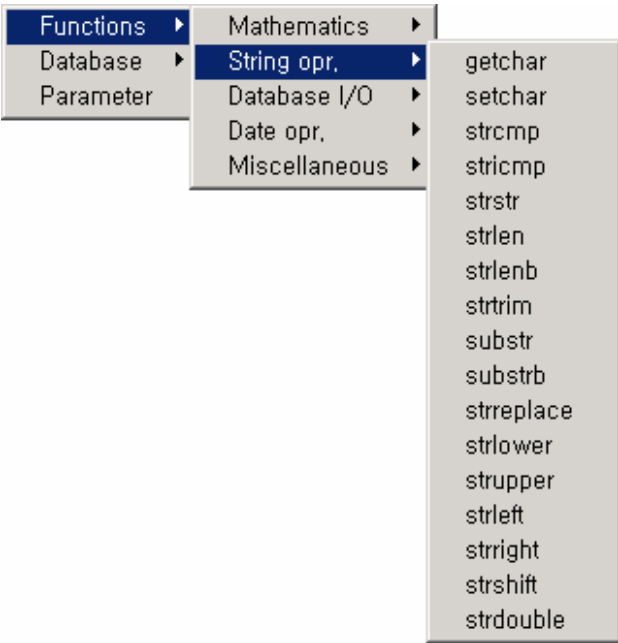 Functions
Database
Parameter
Mathematics
String opr,
Database I/O
Date opr,
Miscellaneous
getchar
setchar
strcmp
stricmp
strstr
strlen
strlenb
strtrim
substr
substrb
strreplace
strlower
strupper
strleft
strright
strshift
strdouble